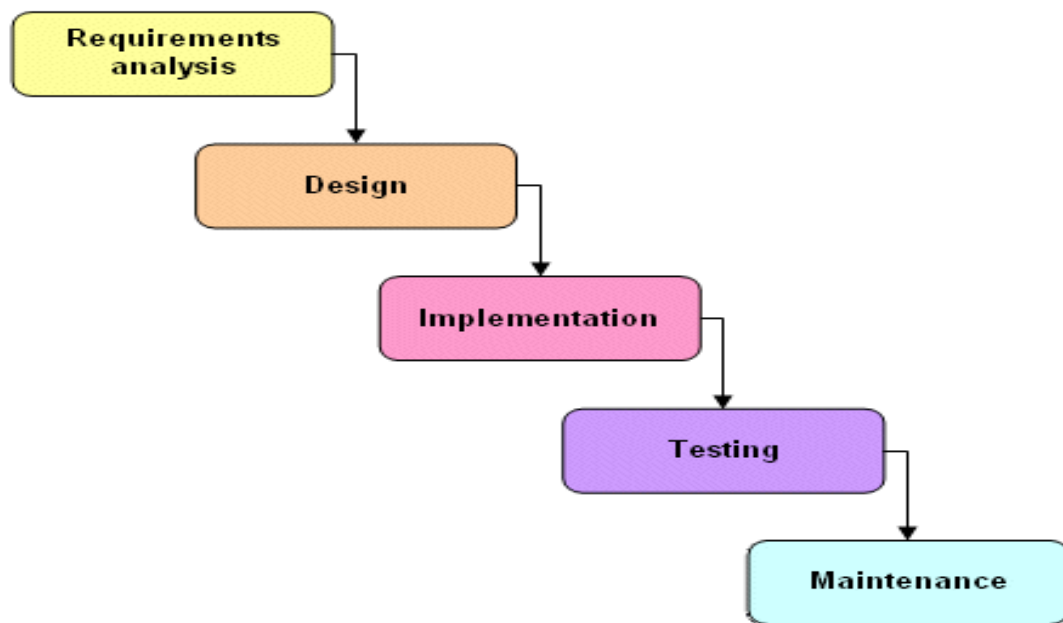 Requirements
analysis
Design
Implementation
Testing
Maintenance